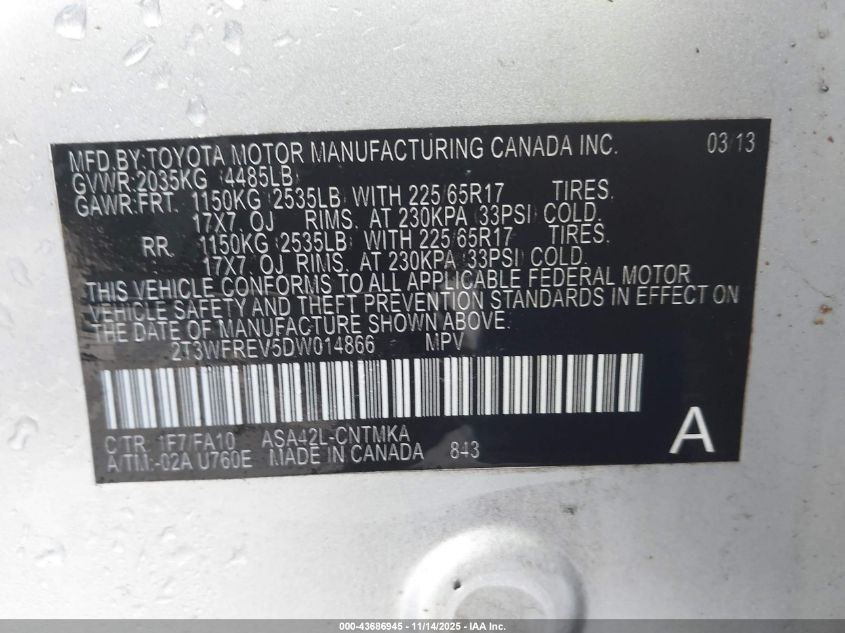 MFD.BY:TOYOTA MOTOR MANUFACTURING CANADA INC. 03/13
GVWR:2035KG (4485LB)
GAWR:FRT. 1150KG (2535LB) WITH 225/65R17 TIRES.
17X7.0J RIMS. AT 230KPA (33PSI) COLD.
RR. 1150KG (2535LB) WITH 225/65R17 TIRES.
17X7.0J RIMS. AT 230KPA (33PSI) COLD.
THIS VEHICLE CONFORMS TO ALL APPLICABLE FEDERAL MOTOR
VEHICLE SAFETY AND THEFT PREVENTION STANDARDS IN EFFECT ON
THE DATE OF MANUFACTURE SHOWN ABOVE.
2T3WFREV5DW014866 MPV
C/TR: 1F7/FA10 ASA42L-CNTMKA A
A/TM:-02A U760E MADE IN CANADA 843
000-43686945 - 11/14/2025 - IAA Inc.